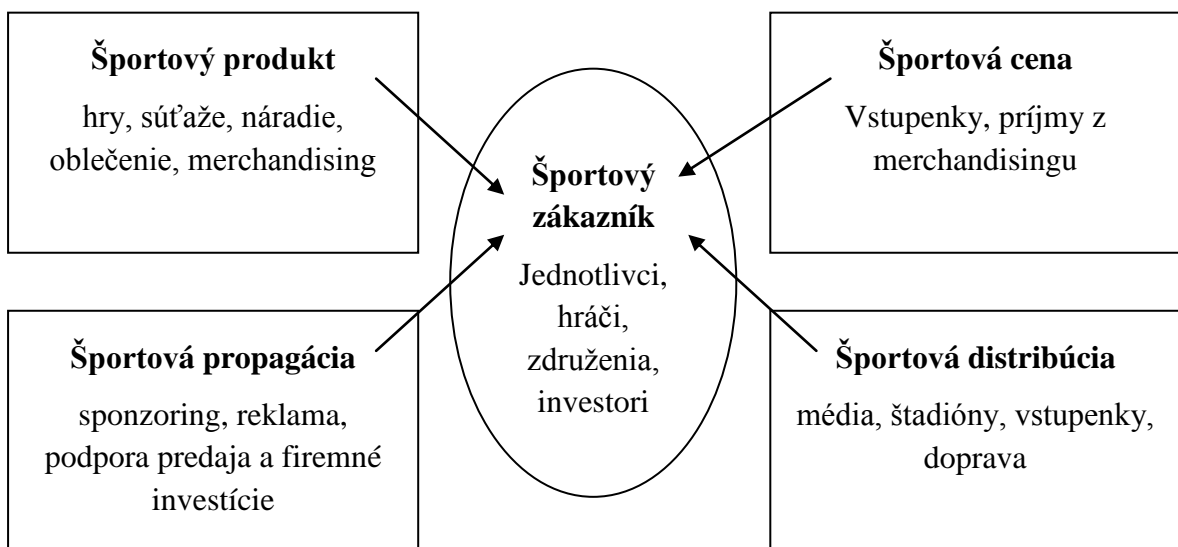 Športový produkt
hry, súťaže, náradie,
oblečenie, merchandising
Športová cena
Vstupenky, príjmy z
merchandisingu
Športový
zákazník
Jednotlivci,
hráči,
združenia,
investori
Športová propagácia
sponzoring, reklama,
podpora predaja a firemné
investície
Športová distribúcia
média, štadióny, vstupenky,
doprava